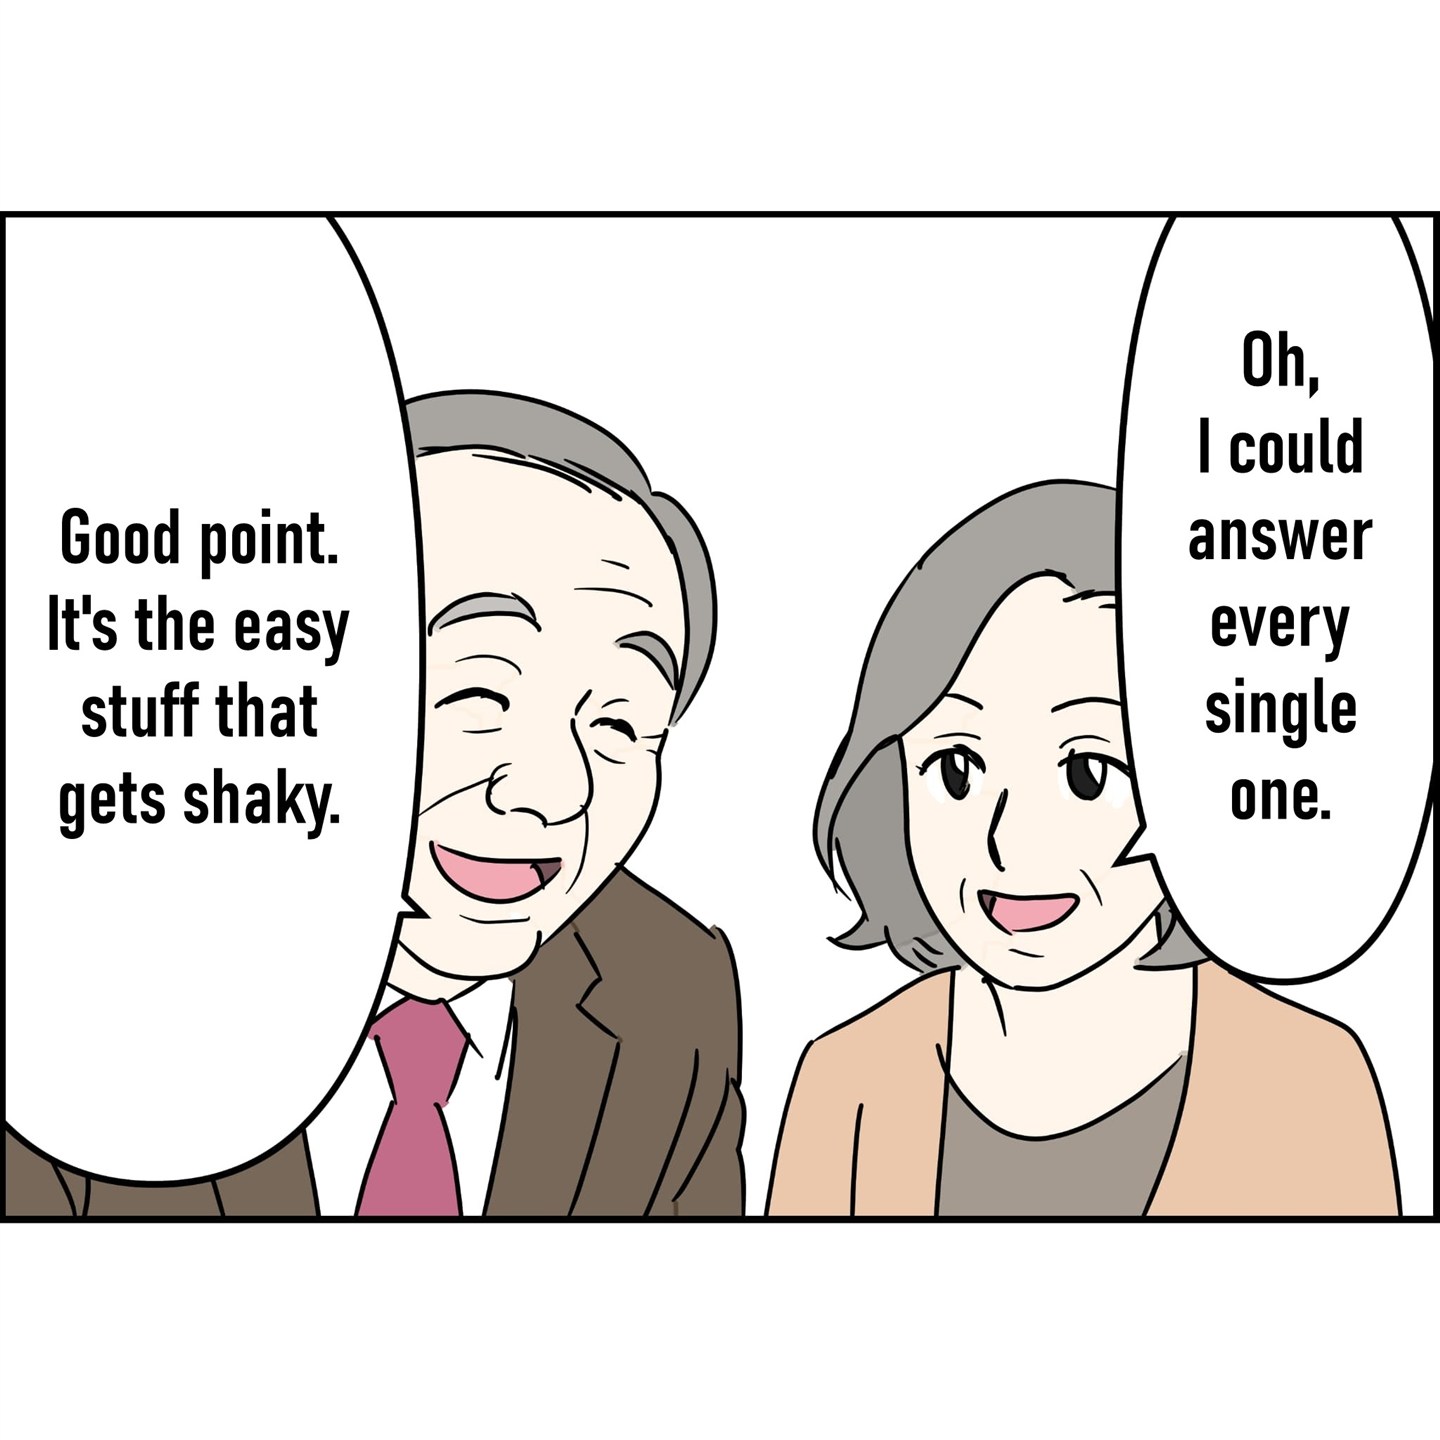 Good point.
It's the easy
stuff that
gets shaky.
Oh,
I could
answer
every
single
one.